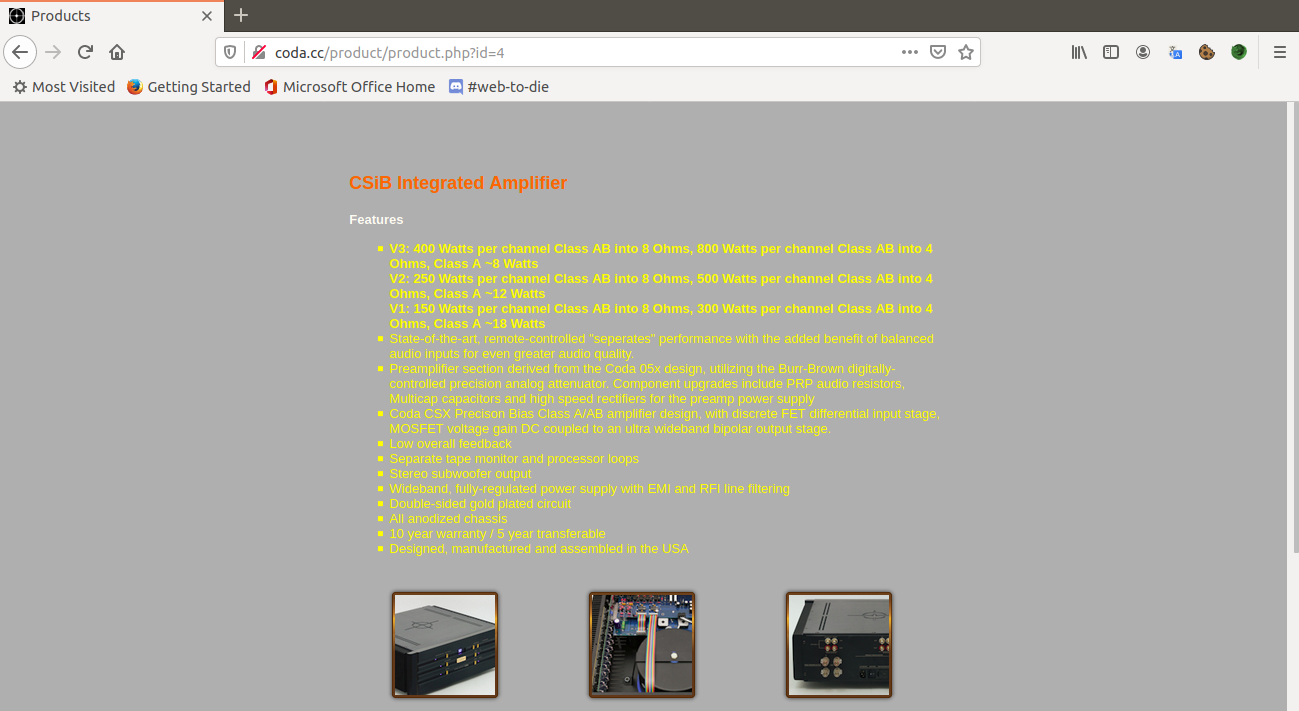 Products
coda.cc/product/product.php?id=4
Most Visited Getting Started Microsoft Office Home #web-to-die
CSiB Integrated Amplifier
Features
V3: 400 Watts per channel Class AB into 8 Ohms, 800 Watts per channel Class AB into 4
Ohms, Class A ~8 Watts
V2: 250 Watts per channel Class AB into 8 Ohms, 500 Watts per channel Class AB into 4
Ohms, Class A ~12 Watts
V1: 150 Watts per channel Class AB into 8 Ohms, 300 Watts per channel Class AB into 4
Ohms, Class A ~18 Watts
State-of-the-art, remote-controlled "seperates" performance with the added benefit of balanced
audio inputs for even greater audio quality.
Preamplifier section derived from the Coda 05x design, utilizing the Burr-Brown digitally-
controlled precision analog attenuator. Component upgrades include PRP audio resistors,
Multicap capacitors and high speed rectifiers for the preamp power supply
Coda CSX Precison Bias Class A/AB amplifier design, with discrete FET differential input stage,
MOSFET voltage gain DC coupled to an ultra wideband bipolar output stage.
Low overall feedback
Separate tape monitor and processor loops
Stereo subwoofer output
Wideband, fully-regulated power supply with EMI and RFI line filtering
Double-sided gold plated circuit
All anodized chassis
10 year warranty / 5 year transferable
Designed, manufactured and assembled in the USA